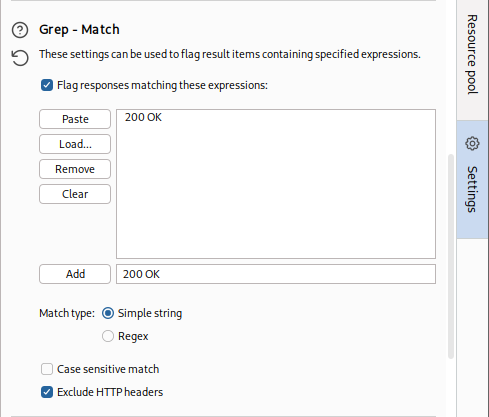 Grep - Match
These settings can be used to flag result items containing specified expressions.
Flag responses matching these expressions:
Paste
200 OK
Load...
Remove
Clear
Add
200 OK
Match type:
Simple string
Regex
Case sensitive match
Exclude HTTP headers
Resource pool
Settings